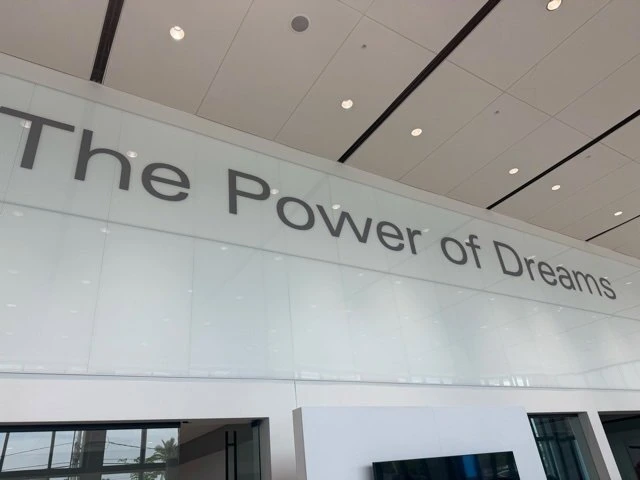 The Power of Dreams